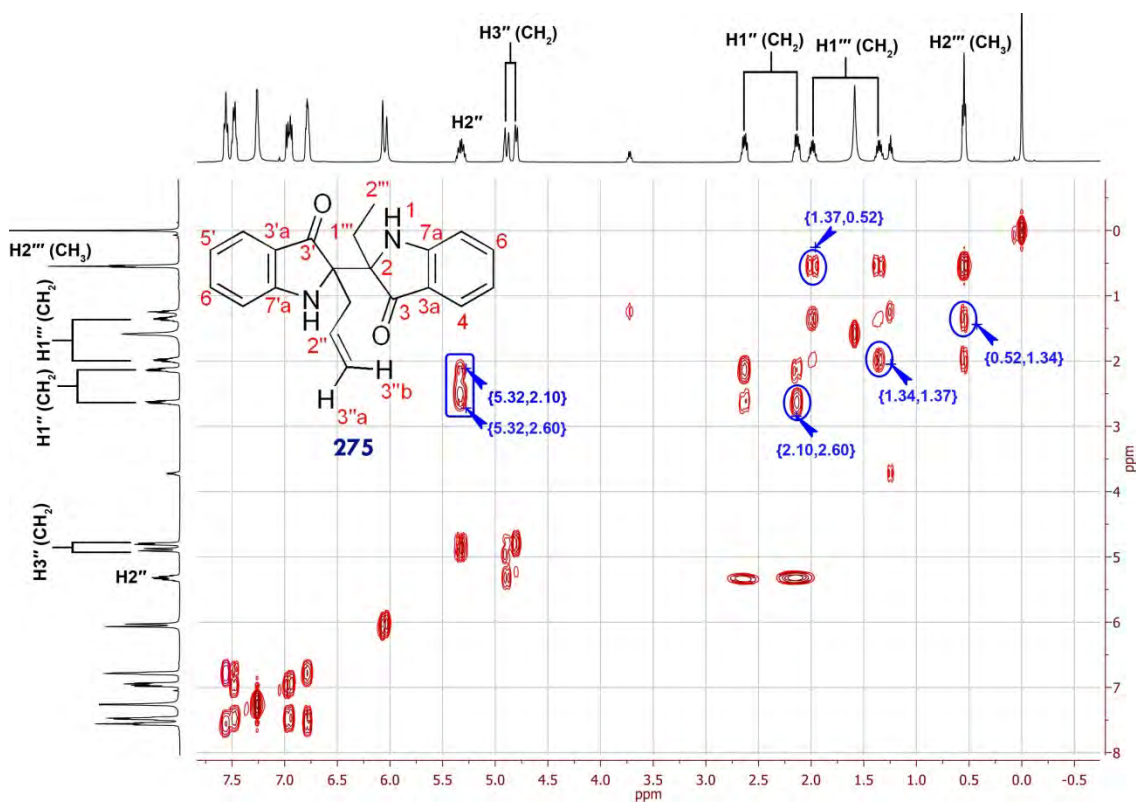 H3″ (CH₂)
H2″
H1″ (CH₂)
H1‴ (CH₂)
H2‴ (CH₃)
H2‴ (CH₃)
H1‴ (CH₂)
H1″ (CH₂)
H3″ (CH₂)
H2″
O
3'a
3'
5'
6
7'a
N
H
2‴
1‴
H
1
N
7a
6
2
3
3a
4
O
2″
H
3″b
H
3″a
275
{1.37,0.52}
{0.52,1.34}
{1.34,1.37}
{2.10,2.60}
{5.32,2.10}
{5.32,2.60}
0
1
2
3
4
5
6
7
8
ppm
7.5 7.0 6.5 6.0 5.5 5.0 4.5 4.0 3.5 3.0 2.5 2.0 1.5 1.0 0.5 0.0 -0.5
ppm